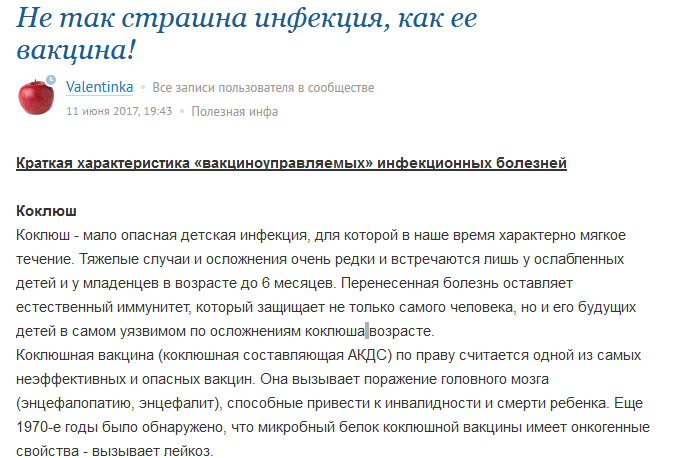 Не так страшна инфекция, как ее
вакцина!
Valentinka • Все записи пользователя в сообществе
11 июня 2017, 19:43 • Полезная инфа
Краткая характеристика «вакциноуправляемых» инфекционных болезней
Коклюш
Коклюш - мало опасная детская инфекция, для которой в наше время характерно мягкое
течение. Тяжелые случаи и осложнения очень редки и встречаются лишь у ослабленных
детей и у младенцев в возрасте до 6 месяцев. Перенесенная болезнь оставляет
естественный иммунитет, который защищает не только самого человека, но и его будущих
детей в самом уязвимом по осложнениям коклюша возрасте.
Коклюшная вакцина (коклюшная составляющая АКДС) по праву считается одной из самых
неэффективных и опасных вакцин. Она вызывает поражение головного мозга
(энцефалопатию, энцефалит), способные привести к инвалидности и смерти ребенка. Еще
1970-е годы было обнаружено, что микробный белок коклюшной вакцины имеет онкогенные
свойства - вызывает лейкоз.